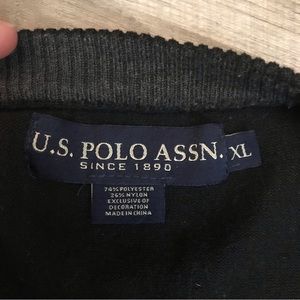 U.S. POLO ASSN.
XL
SINCE 1890
74% POLYESTER
26% NYLON
EXCLUSIVE OF
DECORATION
MADE IN CHINA